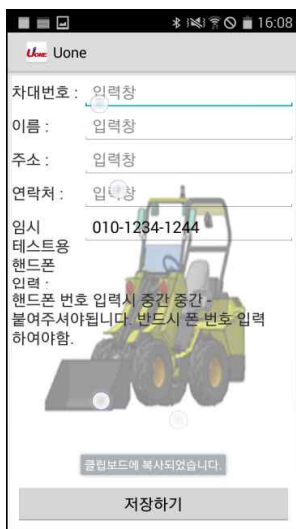 16:08
Uone Uone
차대번호 : 입력창
이름 : 입력창
주소 : 입력창
연락처 : 입력창
임시 010-1234-1244
테스트용
핸드폰
입력 :
핸드폰 번호 입력시 중간 중간 -
붙여주셔야됩니다. 반드시 폰 번호 입력
하여야함.
클립보드에 복사되었습니다.
저장하기